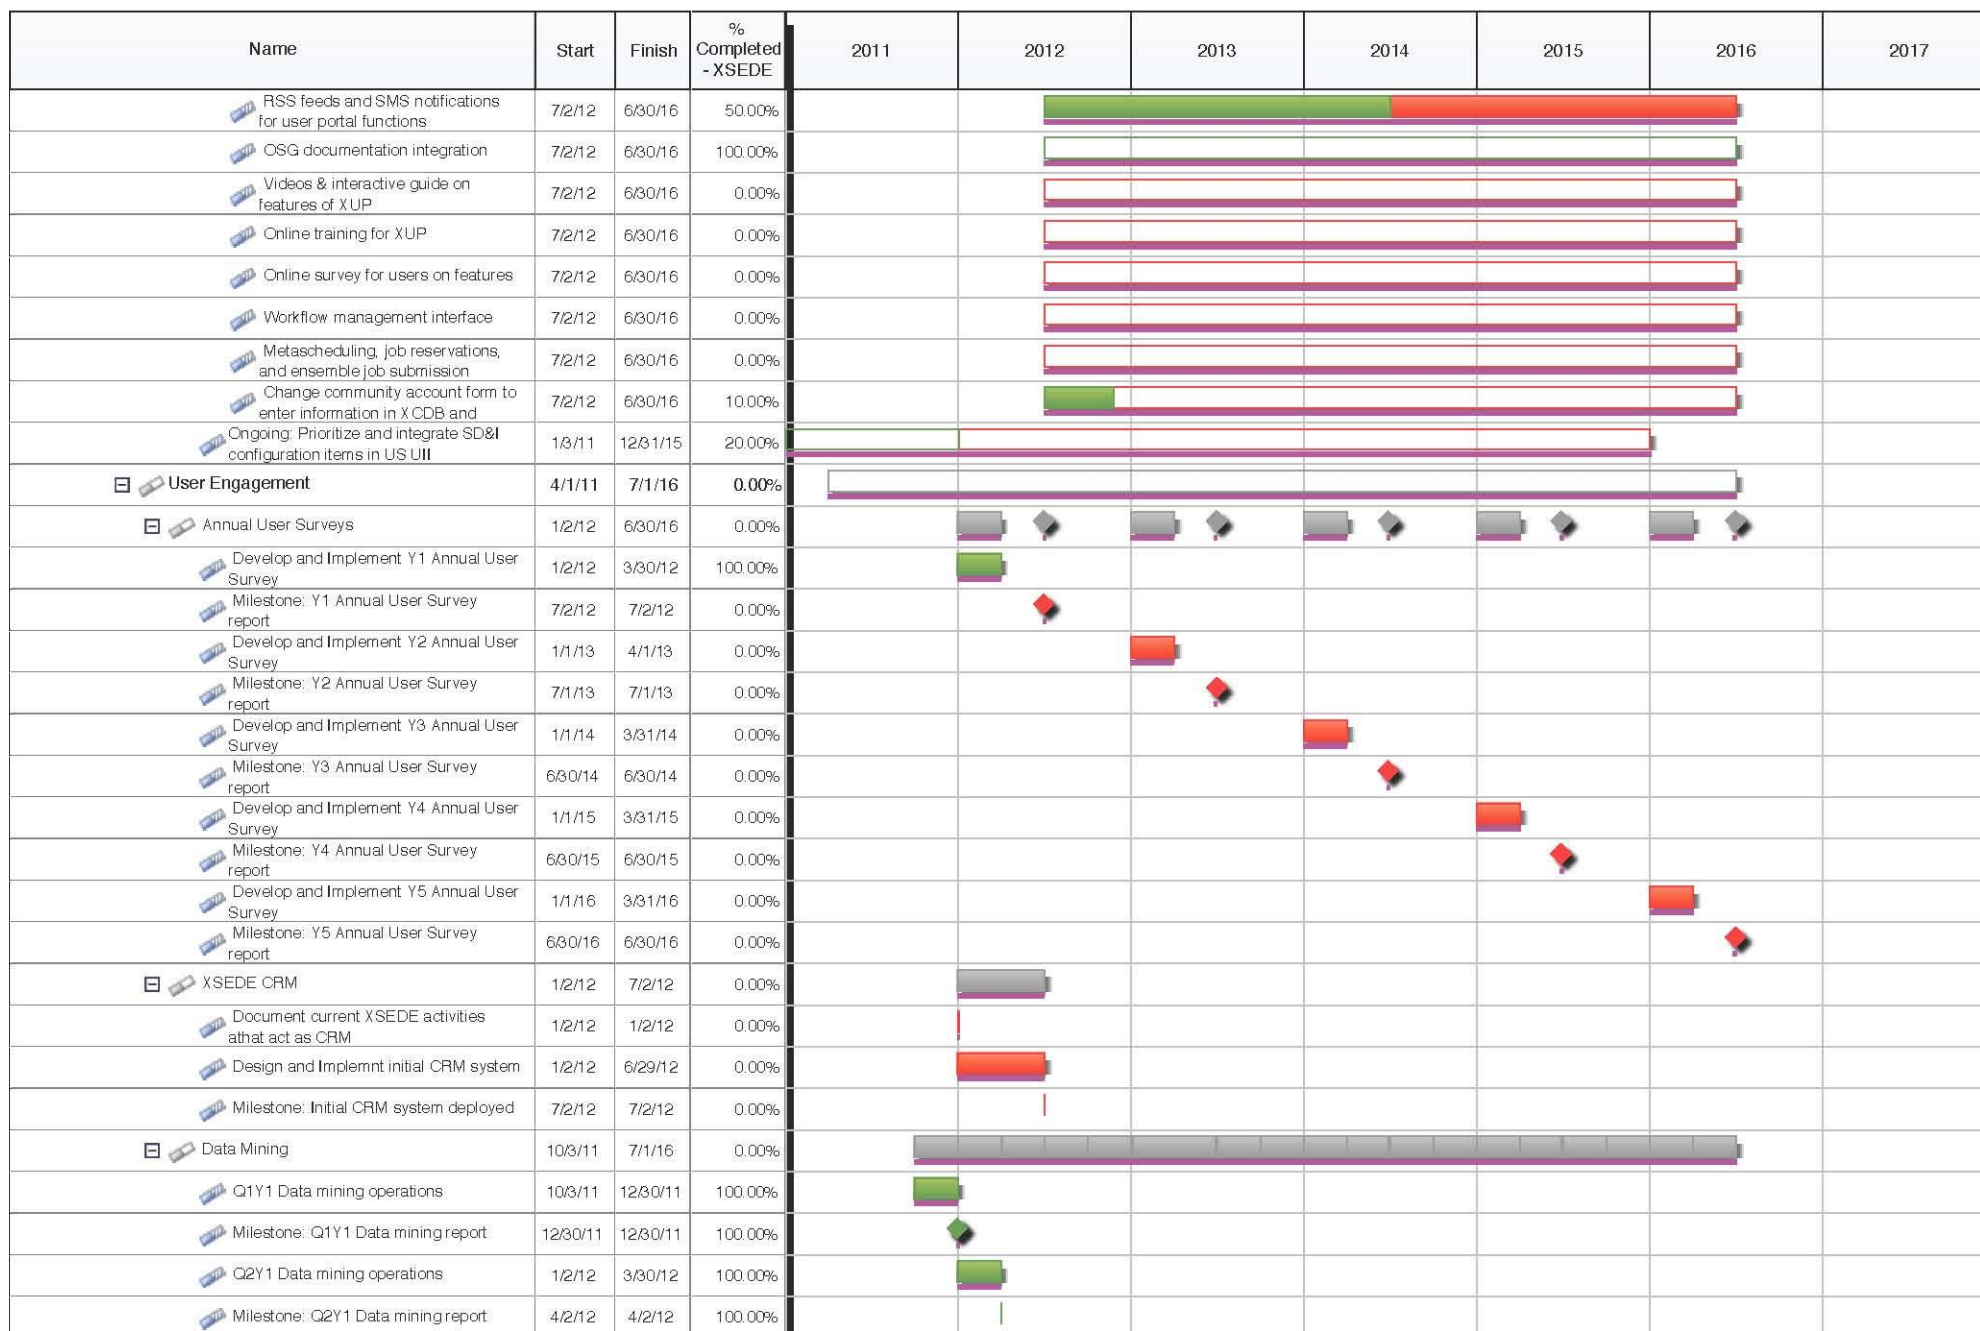 Name Start Finish % Completed - XSEDE 2011 2012 2013 2014 2015 2016 2017
RSS feeds and SMS notifications
for user portal functions 7/2/12 6/30/16 50.00%
OSG documentation integration 7/2/12 6/30/16 100.00%
Videos & interactive guide on
features of XUP 7/2/12 6/30/16 0.00%
Online training for XUP 7/2/12 6/30/16 0.00%
Online survey for users on features 7/2/12 6/30/16 0.00%
Workflow management interface 7/2/12 6/30/16 0.00%
Metascheduling, job reservations,
and ensemble job submission 7/2/12 6/30/16 0.00%
Change community account form to
enter information in XCDB and 7/2/12 6/30/16 10.00%
Ongoing: Prioritize and integrate SD&I
configuration items in US UII 1/3/11 12/31/15 20.00%
User Engagement 4/1/11 7/1/16 0.00%
Annual User Surveys 1/2/12 6/30/16 0.00%
Develop and Implement Y1 Annual User
Survey 1/2/12 3/30/12 100.00%
Milestone: Y1 Annual User Survey
report 7/2/12 7/2/12 0.00%
Develop and Implement Y2 Annual User
Survey 1/1/13 4/1/13 0.00%
Milestone: Y2 Annual User Survey
report 7/1/13 7/1/13 0.00%
Develop and Implement Y3 Annual User
Survey 1/1/14 3/31/14 0.00%
Milestone: Y3 Annual User Survey
report 6/30/14 6/30/14 0.00%
Develop and Implement Y4 Annual User
Survey 1/1/15 3/31/15 0.00%
Milestone: Y4 Annual User Survey
report 6/30/15 6/30/15 0.00%
Develop and Implement Y5 Annual User
Survey 1/1/16 3/31/16 0.00%
Milestone: Y5 Annual User Survey
report 6/30/16 6/30/16 0.00%
XSEDE CRM 1/2/12 7/2/12 0.00%
Document current XSEDE activities
athat act as CRM 1/2/12 1/2/12 0.00%
Design and Implemnt initial CRM system 1/2/12 6/29/12 0.00%
Milestone: Initial CRM system deployed 7/2/12 7/2/12 0.00%
Data Mining 10/3/11 7/1/16 0.00%
Q1Y1 Data mining operations 10/3/11 12/30/11 100.00%
Milestone: Q1Y1 Data mining report 12/30/11 12/30/11 100.00%
Q2Y1 Data mining operations 1/2/12 3/30/12 100.00%
Milestone: Q2Y1 Data mining report 4/2/12 4/2/12 100.00%